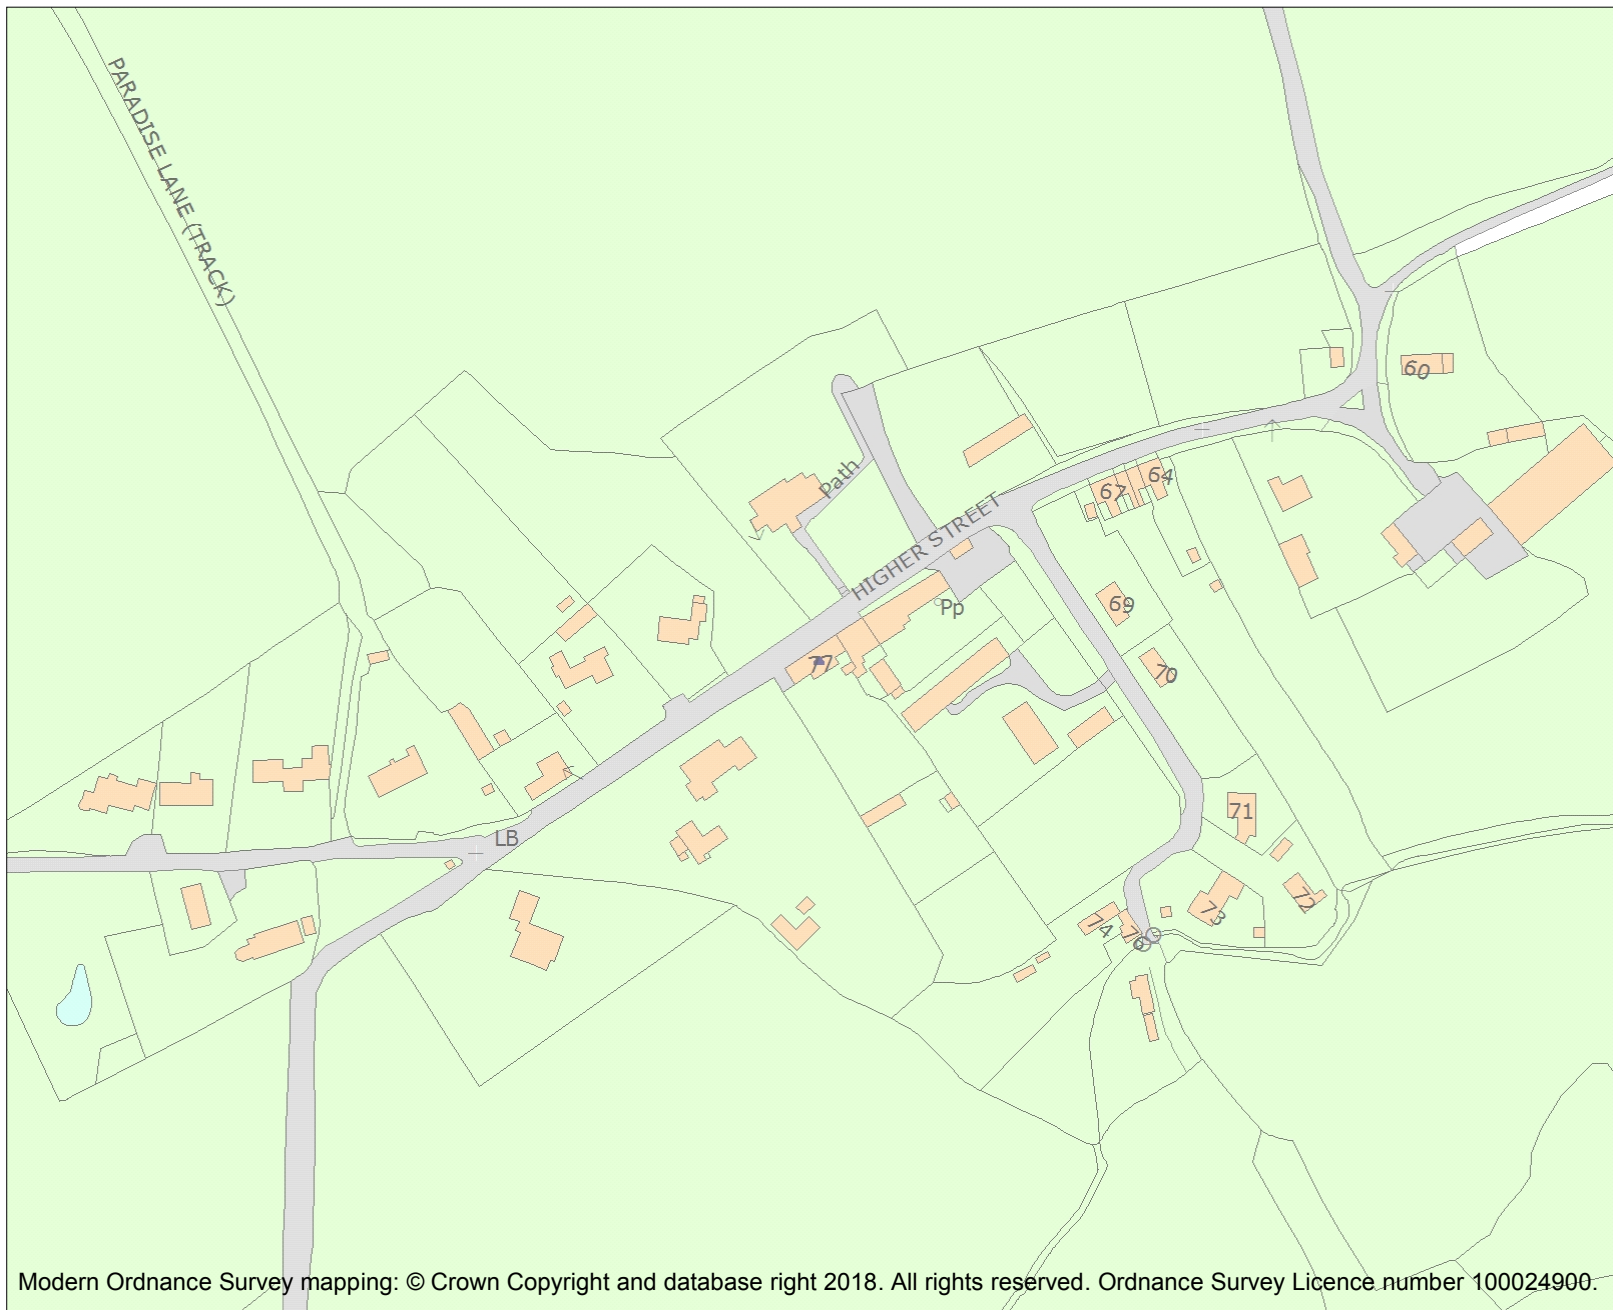 PARADISE LANE (TRACK)
60
Path
67
64
HIGHER STREET
69
Pp
77
70
71
LB
72
73
74
76
Modern Ordnance Survey mapping: © Crown Copyright and database right 2018. All rights reserved. Ordnance Survey Licence number 100024900.